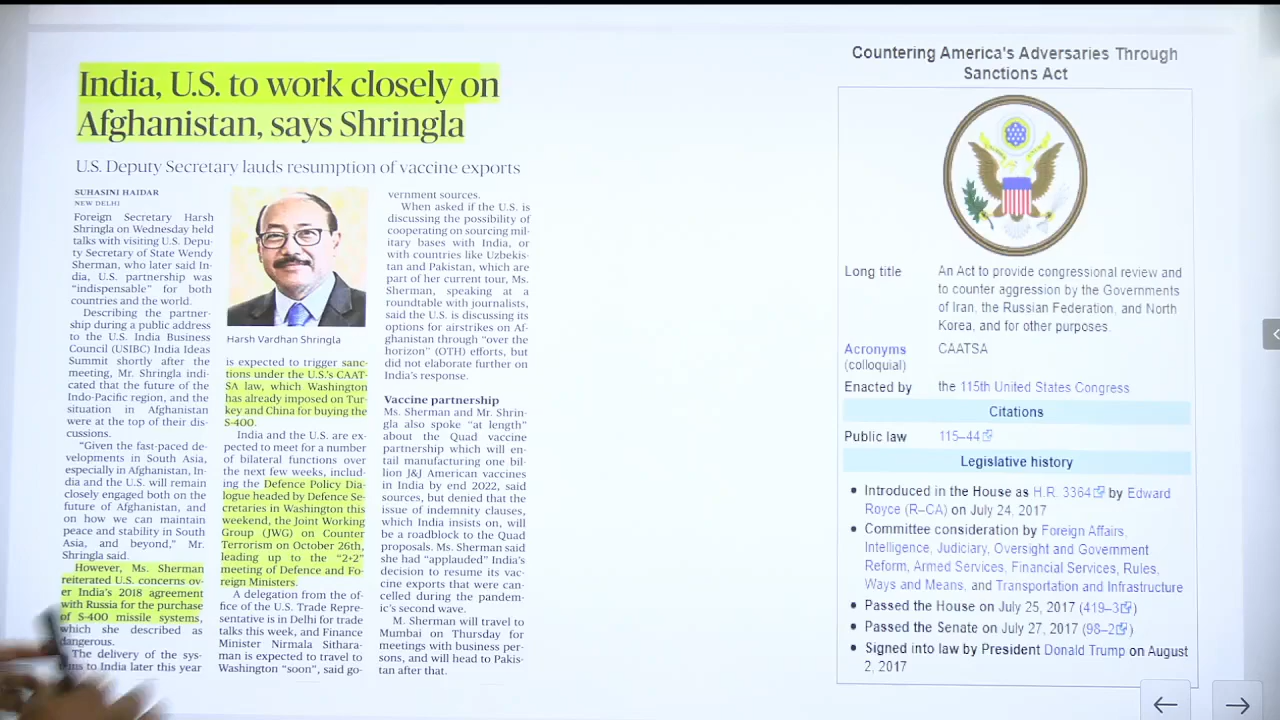 India, U.S. to work closely on
Afghanistan, says Shringla
U.S. Deputy Secretary lauds resumption of vaccine exports
SUHASINI HAIDAR
NEW DELHI
Foreign Secretary Harsh
Shringla on Wednesday held
talks with visiting U.S. Depu-
ty Secretary of State Wendy
Sherman, who later said In-
dia, U.S. partnership was
“indispensable” for both
countries and the world.
Describing the partner-
ship during a public address
to the U.S. India Business
Council (USIBC) India Ideas
Summit shortly after the
meeting, Mr. Shringla indi-
cated that the future of the
Indo-Pacific region, and the
situation in Afghanistan
were at the top of their dis-
cussions.
“Given the fast-paced de-
velopments in South Asia,
especially in Afghanistan, In-
dia and the U.S. will remain
closely engaged both on the
future of Afghanistan, and
on how we can maintain
peace and stability in South
Asia, and beyond,” Mr.
Shringla said.
However, Ms. Sherman
reiterated U.S. concerns ov-
er India’s 2018 agreement
with Russia for the purchase
of S-400 missile systems,
which she described as
dangerous.
The delivery of the sys-
tems to India later this year
Harsh Vardhan Shringla
is expected to trigger sanc-
tions under the U.S.’s CAAT-
SA law, which Washington
has already imposed on Tur-
key and China for buying the
S-400.
India and the U.S. are ex-
pected to meet for a number
of bilateral functions over
the next few weeks, includ-
ing the Defence Policy Dia-
logue headed by Defence Se-
cretaries in Washington this
weekend, the Joint Working
Group (JWG) on Counter
Terrorism on October 26th,
leading up to the “2+2”
meeting of Defence and Fo-
reign Ministers.
A delegation from the of-
fice of the U.S. Trade Repre-
sentative is in Delhi for trade
talks this week, and Finance
Minister Nirmala Sithara-
man is expected to travel to
Washington “soon”, said go-
vernment sources.
When asked if the U.S. is
discussing the possibility of
cooperating on sourcing mil-
itary bases with India, or
with countries like Uzbekis-
tan and Pakistan, which are
part of her current tour, Ms.
Sherman, speaking at a
roundtable with journalists,
said the U.S. is discussing its
options for airstrikes on Af-
ghanistan through “over the
horizon” (OTH) efforts, but
did not elaborate further on
India’s response.
Vaccine partnership
Ms. Sherman and Mr. Shrin-
gla also spoke “at length”
about the Quad vaccine
partnership which will en-
tail manufacturing one bil-
lion J&J American vaccines
in India by end 2022, said
sources, but denied that the
issue of indemnity clauses,
which India insists on, will
be a roadblock to the Quad
proposals. Ms. Sherman said
she had “applauded” India’s
decision to resume its vac-
cine exports that were can-
celled during the pandem-
ic’s second wave.
M. Sherman will travel to
Mumbai on Thursday for
meetings with business per-
sons, and will head to Pakis-
tan after that.
Countering America's Adversaries Through
Sanctions Act
Long title An Act to provide congressional review and
to counter aggression by the Governments
of Iran, the Russian Federation, and North
Korea, and for other purposes.
Acronyms CAATSA
(colloquial)
Enacted by the 115th United States Congress
Citations
Public law 115–44
Legislative history
• Introduced in the House as H.R. 3364 by Edward
Royce (R–CA) on July 24, 2017
• Committee consideration by Foreign Affairs,
Intelligence, Judiciary, Oversight and Government
Reform, Armed Services, Financial Services, Rules,
Ways and Means, and Transportation and Infrastructure
• Passed the House on July 25, 2017 (419–3)
• Passed the Senate on July 27, 2017 (98–2)
• Signed into law by President Donald Trump on August
2, 2017